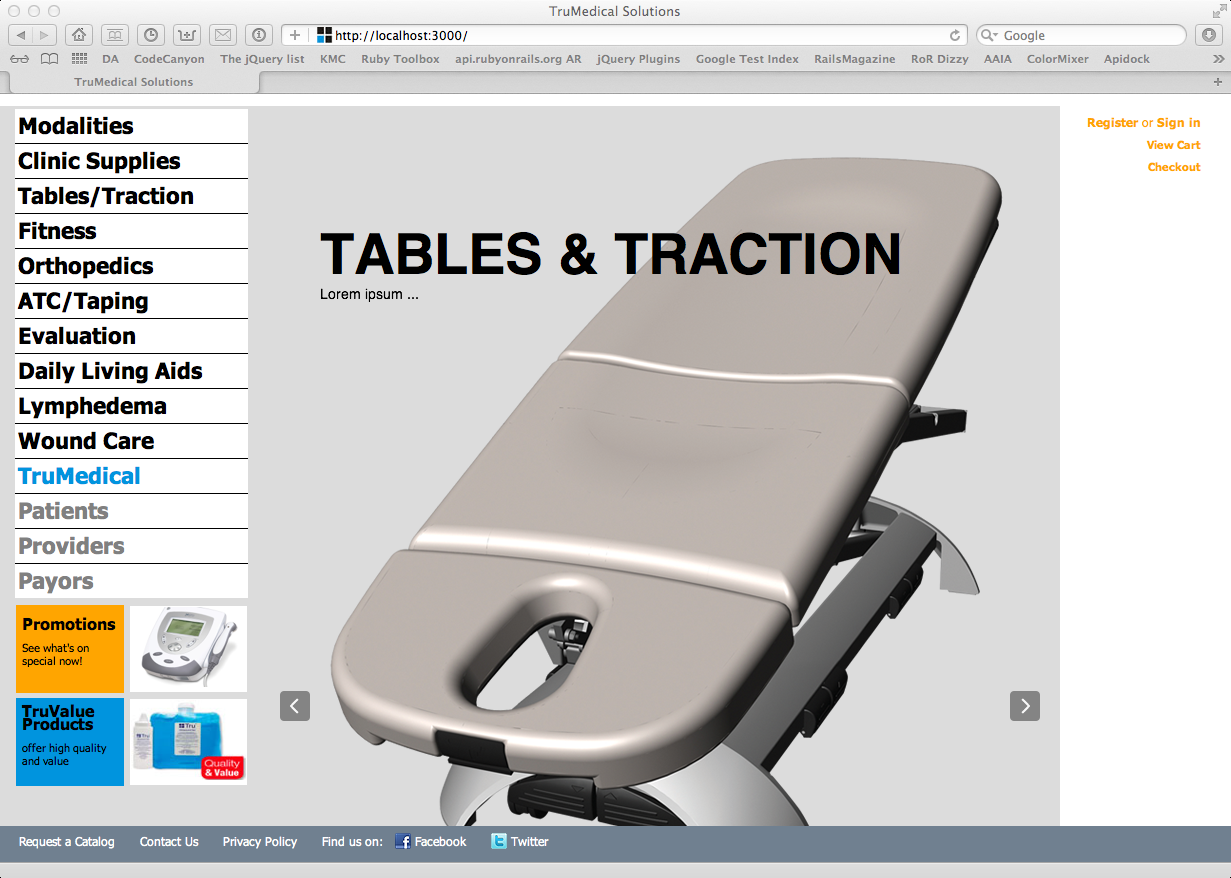 TruMedical Solutions
http://localhost:3000/
Google
DA CodeCanyon The jQuery list KMC Ruby Toolbox api.rubyonrails.org AR jQuery Plugins Google Test Index RailsMagazine RoR Dizzy AAIA ColorMixer Apidock
TruMedical Solutions
Modalities
Clinic Supplies
Tables/Traction
Fitness
Orthopedics
ATC/Taping
Evaluation
Daily Living Aids
Lymphedema
Wound Care
TruMedical
Patients
Providers
Payors
Promotions
See what's on
special now!
TruValue
Products
offer high quality
and value
Tru
Quality
& Value
TABLES & TRACTION
Lorem ipsum ...
Register or Sign in
View Cart
Checkout
Request a Catalog Contact Us Privacy Policy Find us on: Facebook Twitter